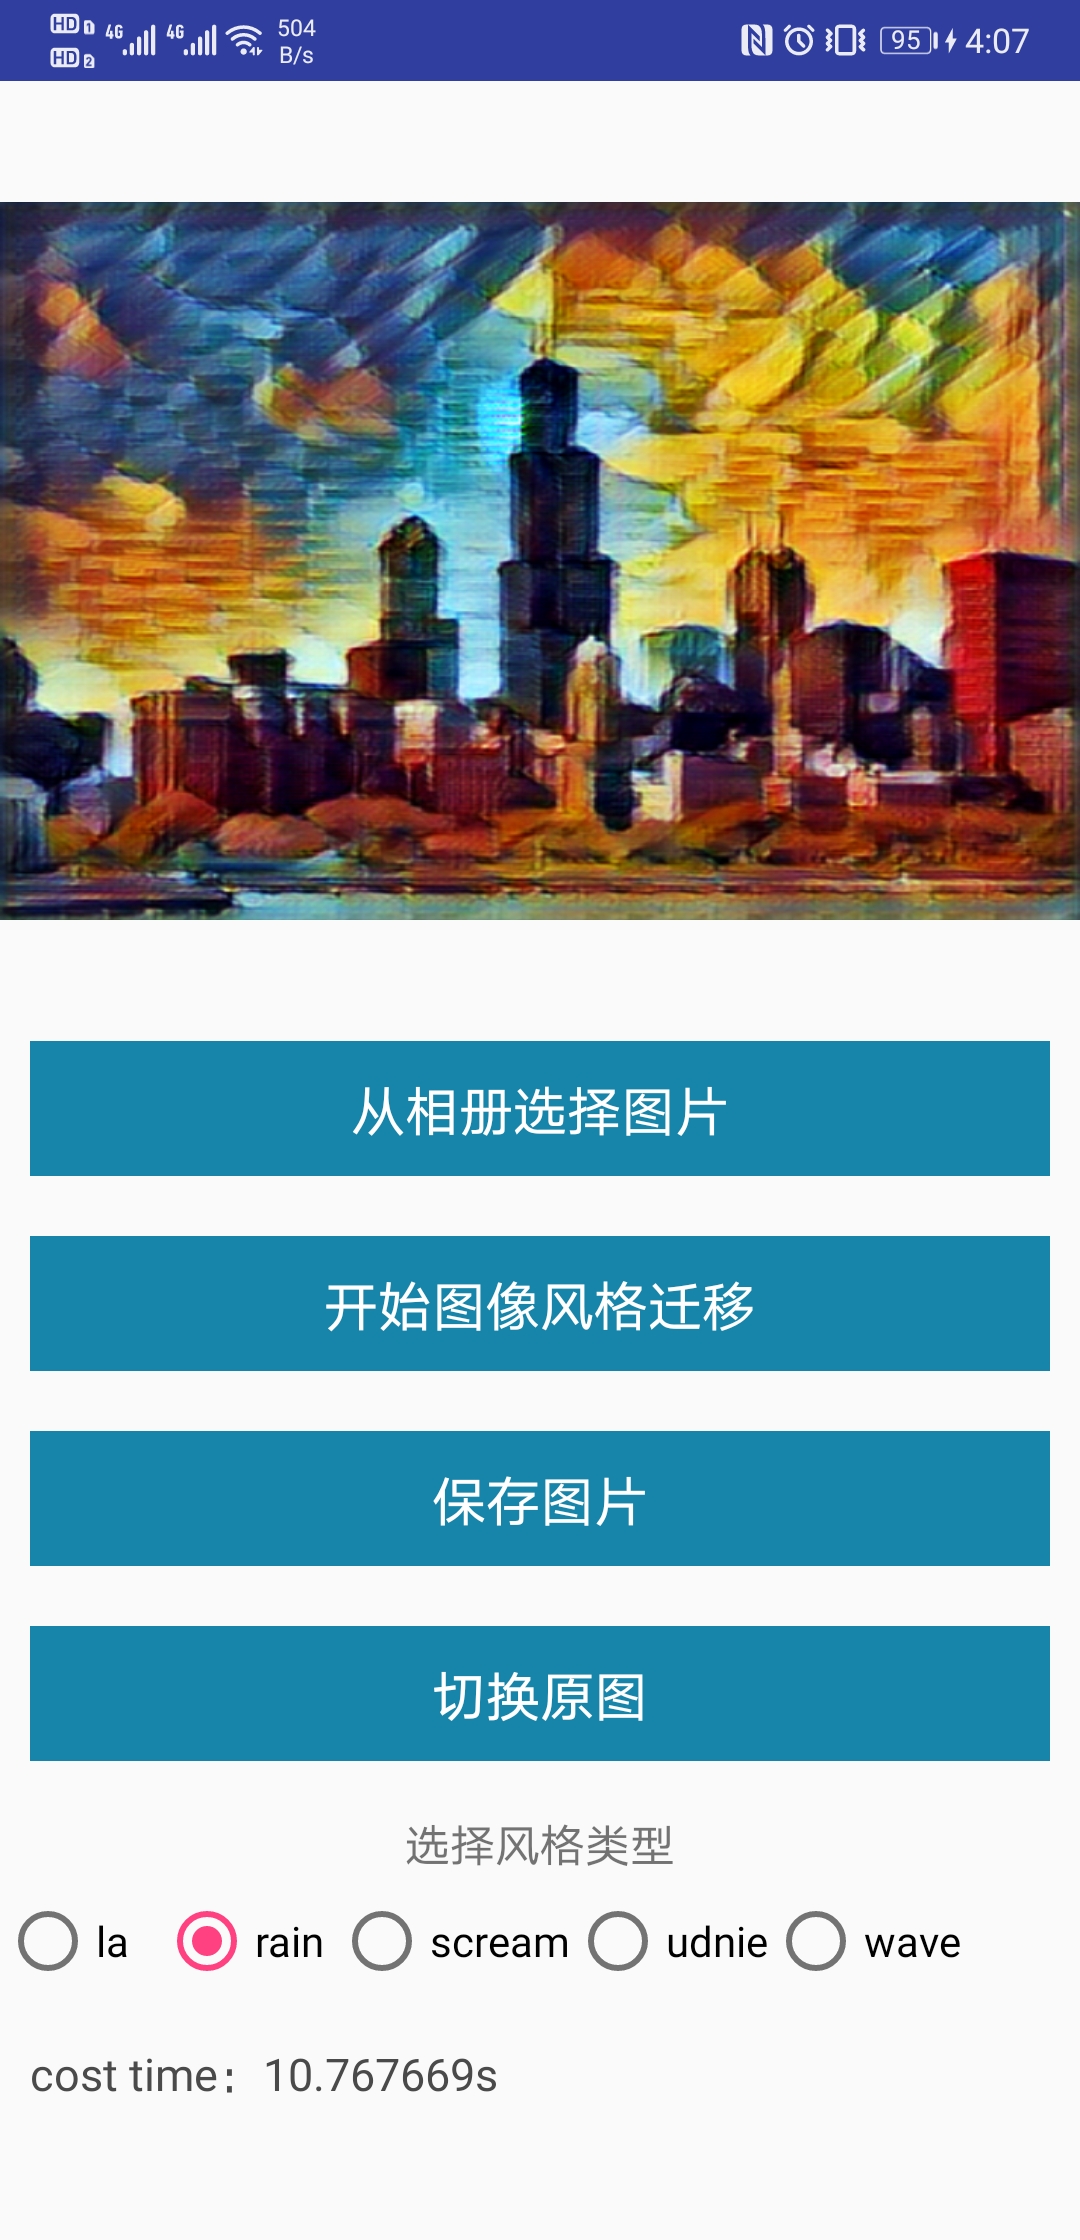 HD 1 4G 4G 504
HD 2 B/s
95 4:07
从相册选择图片
开始图像风格迁移
保存图片
切换原图
选择风格类型
la rain scream udnie wave
cost time：10.767669s